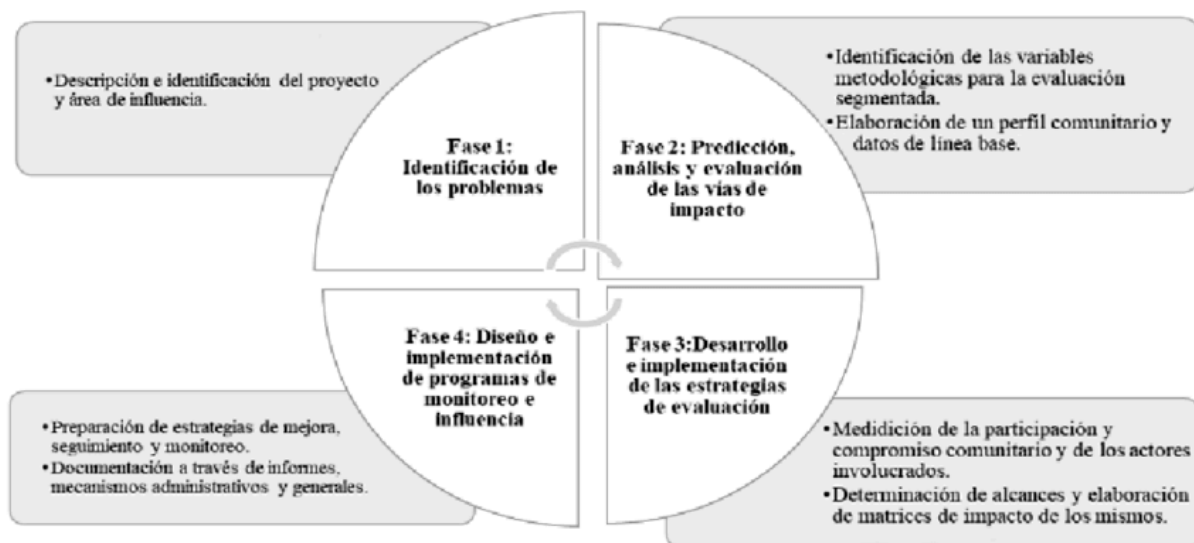 •Descripción e identificación del proyecto
y área de influencia.
Fase 1:
Identificación de
los problemas
Fase 2: Predicción,
análisis y evaluación
de las vías de
impacto
•Identificación de las variables
metodológicas para la evaluación
segmentada.
•Elaboración de un perfil comunitario y
datos de línea base.
Fase 4: Diseño e
implementación
de programas de
monitoreo e
influencia
•Preparación de estrategias de mejora,
seguimiento y monitoreo.
•Documentación a través de informes,
mecanismos administrativos y generales.
Fase 3:Desarrollo
e implementación
de las estrategias
de evaluación
•Medidición de la participación y
compromiso comunitario y de los actores
involucrados.
•Determinación de alcances y elaboración
de matrices de impacto de los mismos.